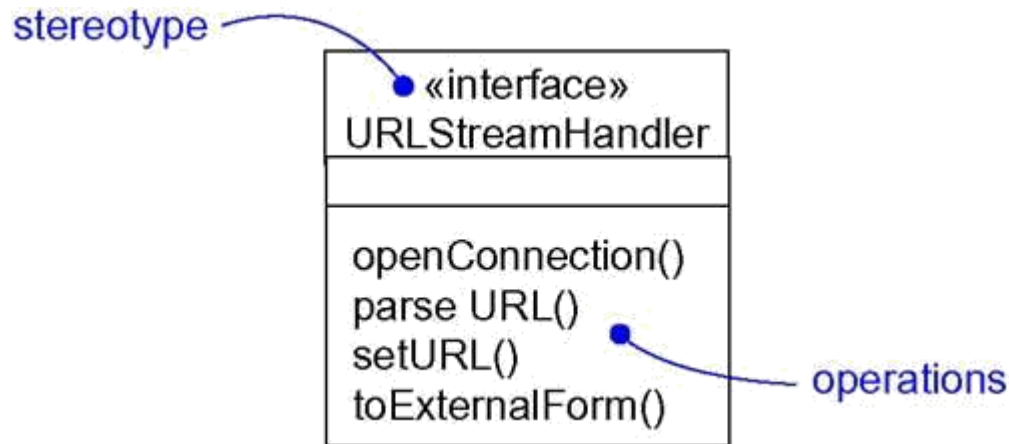 stereotype
«interface»
URLStreamHandler
openConnection()
parse URL()
setURL()
toExternalForm()
operations